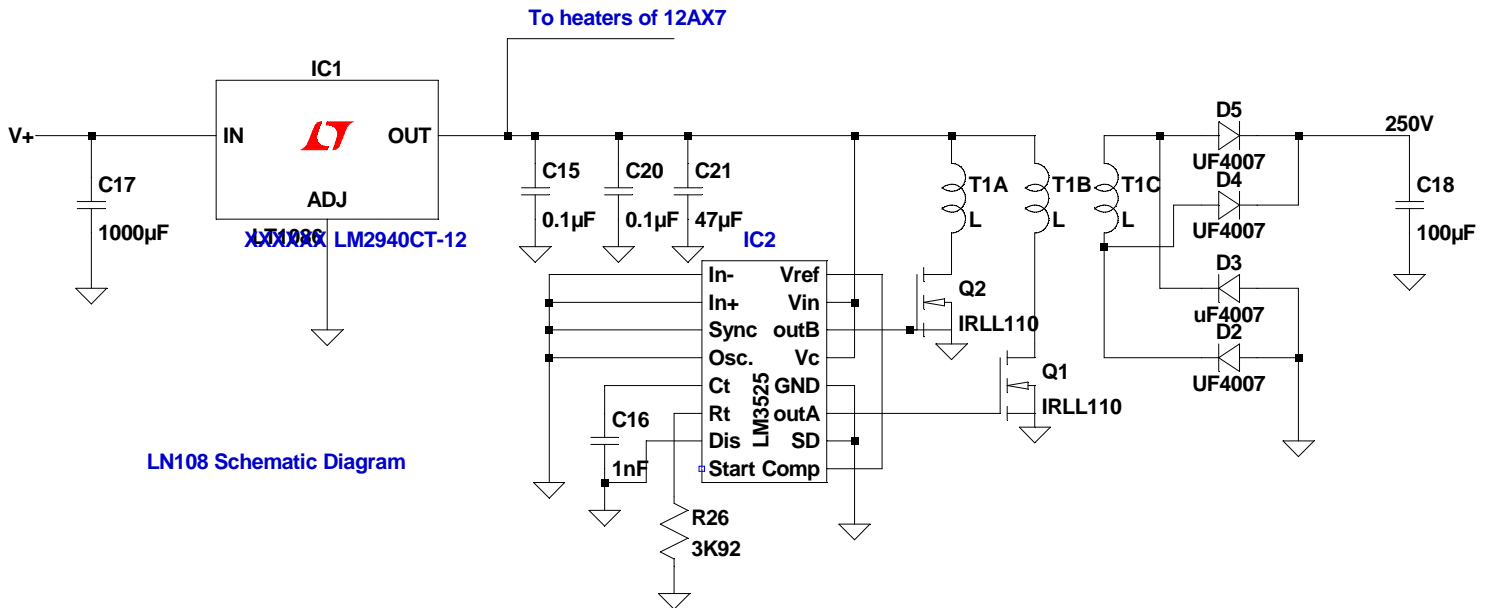 To heaters of 12AX7
IC1
V+
IN
OUT
ADJ
C17
1000µF
LM2940CT-12
C15
0.1µF
C20
0.1µF
C21
47µF
T1A
L
T1B
L
T1C
L
D5
UF4007
D4
UF4007
D3
uF4007
D2
UF4007
250V
C18
100µF
IC2
In-
In+
Sync
Osc.
Ct
Rt
Dis
Start
LM3525
Vref
Vin
outB
Vc
GND
outA
SD
Comp
Q2
IRLL110
Q1
IRLL110
C16
1nF
R26
3K92
LN108 Schematic Diagram